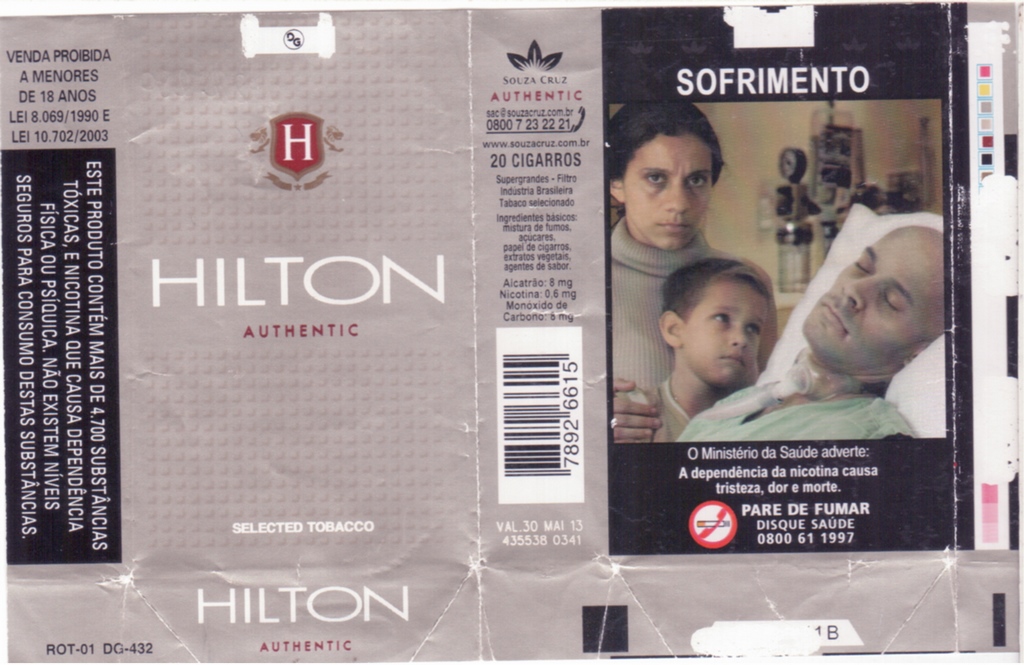 VENDA PROIBIDA
A MENORES
DE 18 ANOS
LEI 8.069/1990 E
LEI 10.702/2003
ESTE PRODUTO CONTÉM MAIS DE 4.700 SUBSTÂNCIAS
TÓXICAS, E NICOTINA QUE CAUSA DEPENDÊNCIA
FÍSICA OU PSÍQUICA. NÃO EXISTEM NÍVEIS
SEGUROS PARA CONSUMO DESTAS SUBSTÂNCIAS.
DG
H
HILTON
AUTHENTIC
SELECTED TOBACCO
HILTON
AUTHENTIC
ROT-01 DG-432
SOUZA CRUZ
AUTHENTIC
sac@souzacruz.com.br
0800 7 23 22 21
www.souzacruz.com.br
20 CIGARROS
Supergrandes - Filtro
Indústria Brasileira
Tabaco selecionado
Ingredientes básicos:
mistura de fumos,
açúcares,
papel de cigarros,
extratos vegetais,
agentes de sabor.
Alcatrão: 8 mg
Nicotina: 0,6 mg
Monóxido de
Carbono: 8 mg
7892 6615
VAL.30 MAI 13
435538 0341
SOFRIMENTO
O Ministério da Saúde adverte:
A dependência da nicotina causa
tristeza, dor e morte.
PARE DE FUMAR
DISQUE SAÚDE
0800 61 1997
1B